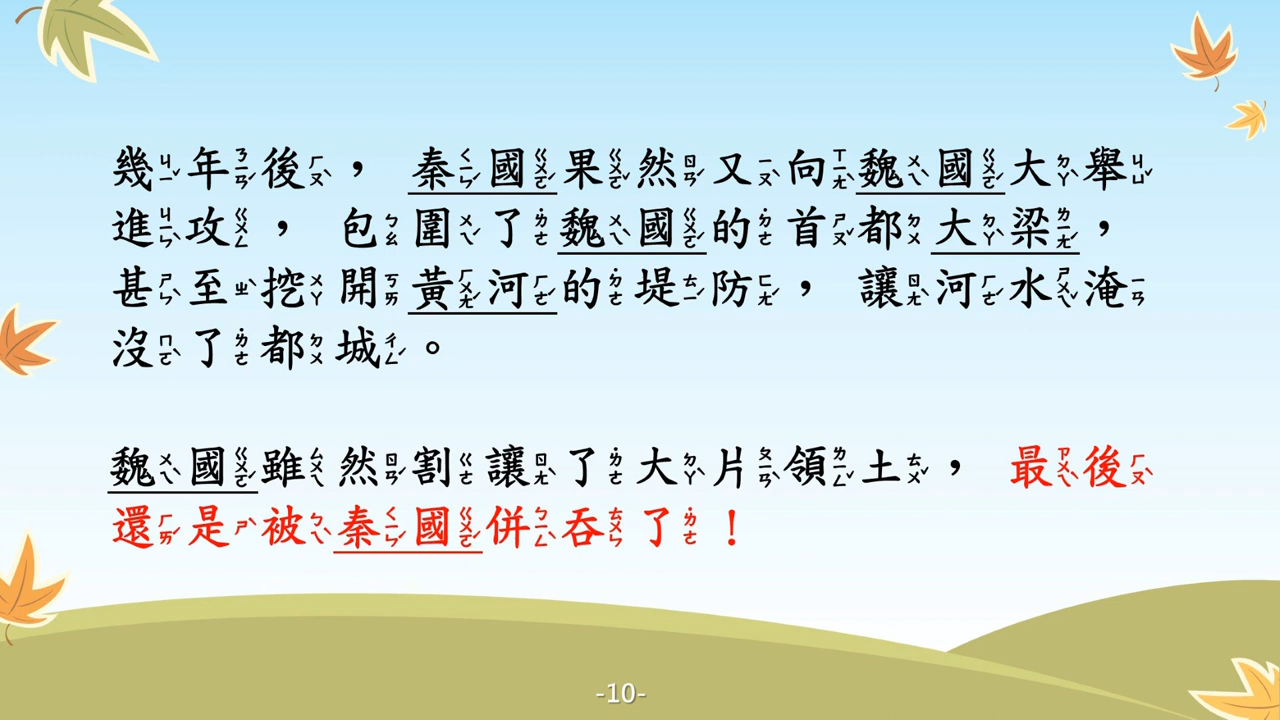 幾年後，秦國果然又向魏國大舉
進攻，包圍了魏國的首都大梁，
甚至挖開黃河的堤防，讓河水淹
沒了都城。
魏國雖然割讓了大片領土，最後
還是被秦國併吞了！
-10-